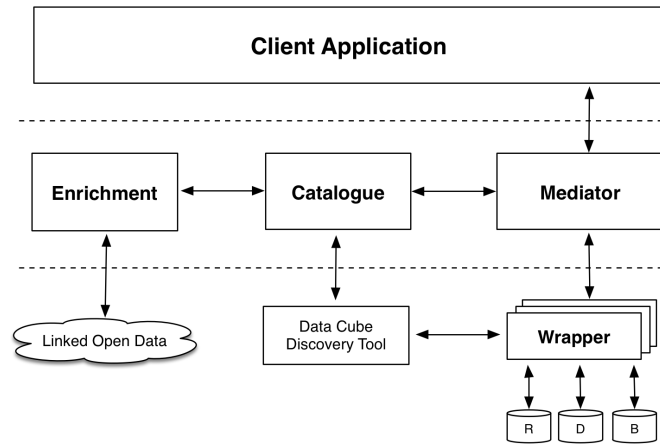 Client Application
Enrichment
Catalogue
Mediator
Linked Open Data
Data Cube
Discovery Tool
Wrapper
R
D
B